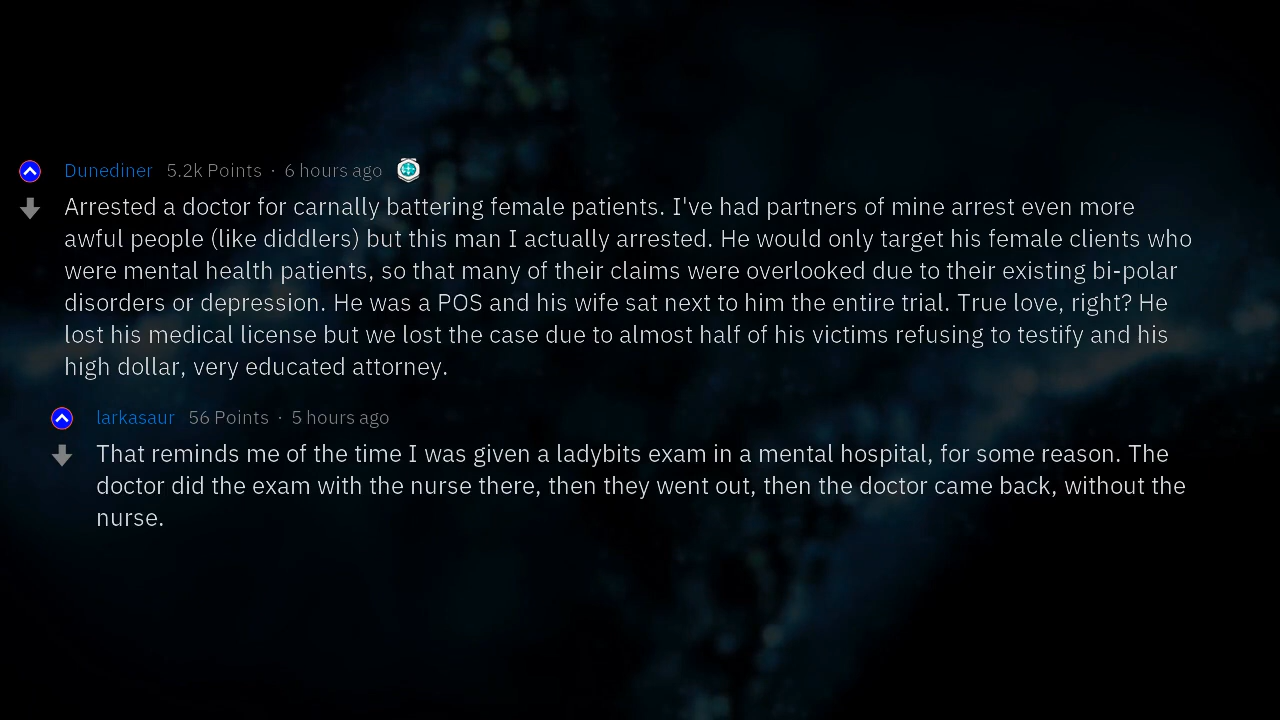 Dunediner 5.2k Points · 6 hours ago
Arrested a doctor for carnally battering female patients. I've had partners of mine arrest even more
awful people (like diddlers) but this man I actually arrested. He would only target his female clients who
were mental health patients, so that many of their claims were overlooked due to their existing bi-polar
disorders or depression. He was a POS and his wife sat next to him the entire trial. True love, right? He
lost his medical license but we lost the case due to almost half of his victims refusing to testify and his
high dollar, very educated attorney.
larkasaur 56 Points · 5 hours ago
That reminds me of the time I was given a ladybits exam in a mental hospital, for some reason. The
doctor did the exam with the nurse there, then they went out, then the doctor came back, without the
nurse.